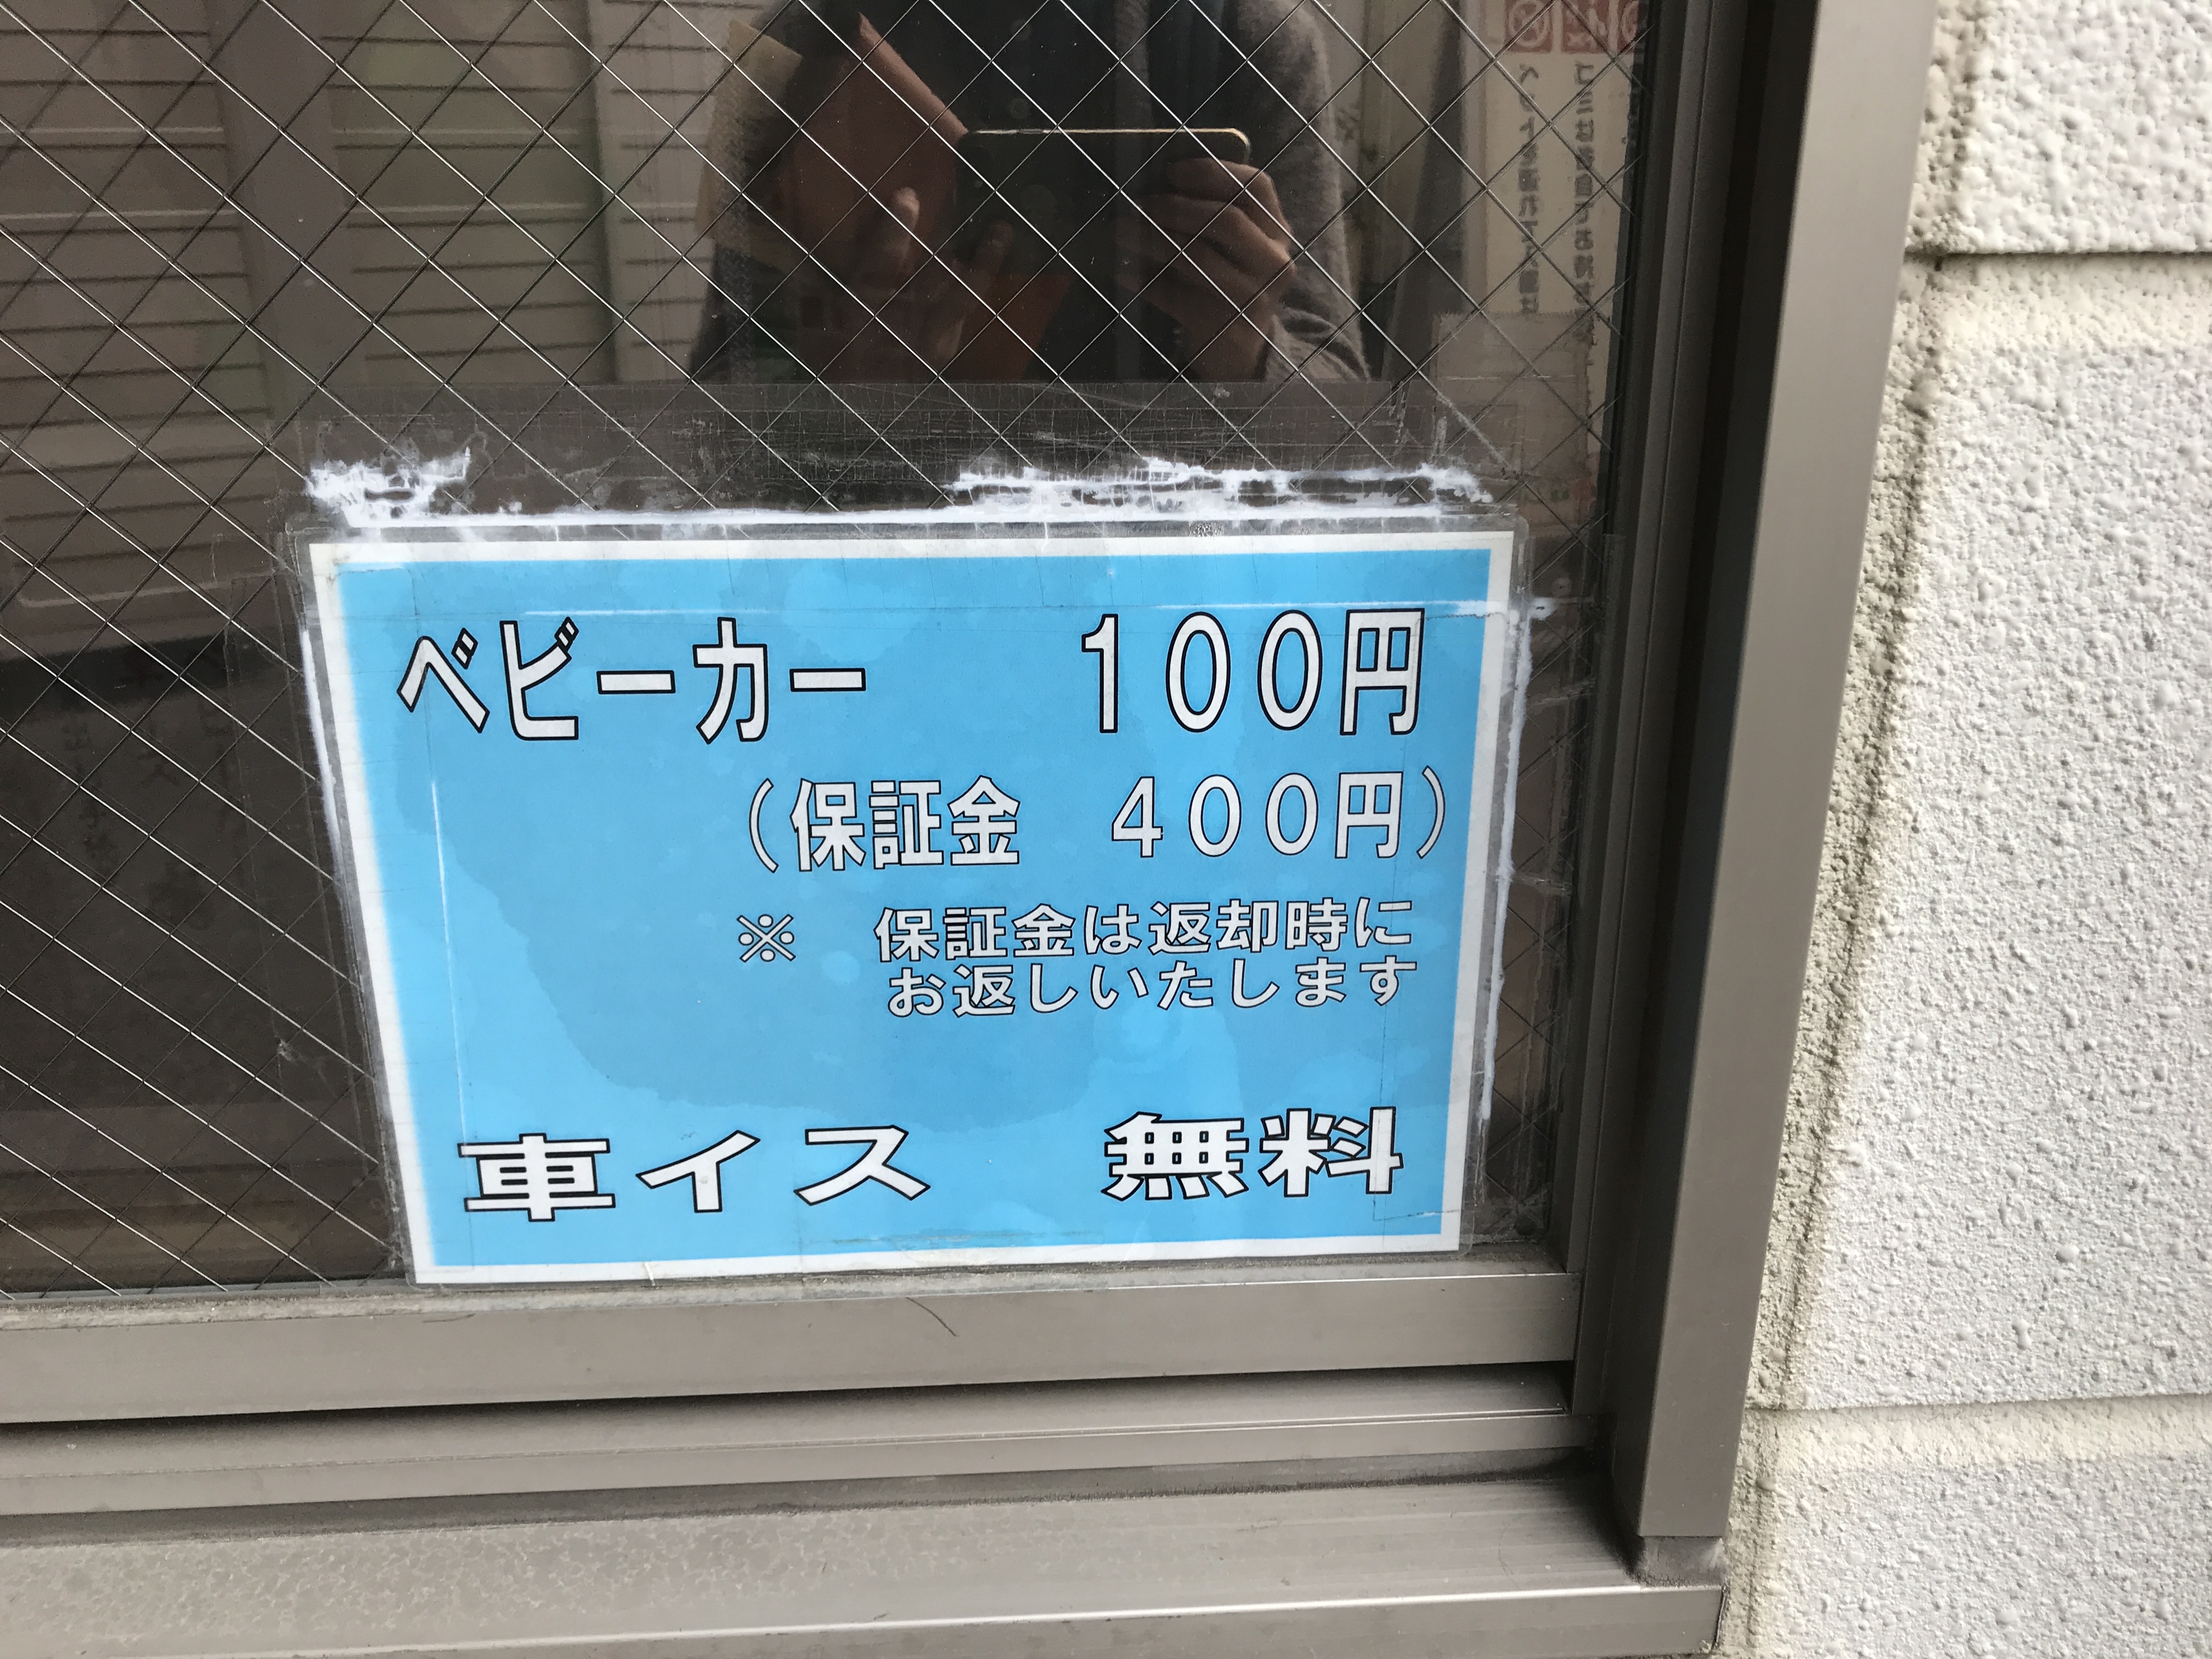 ベビーカー　１００円
（保証金　４００円）
※　保証金は返却時に
お返しいたします
車イス　無料